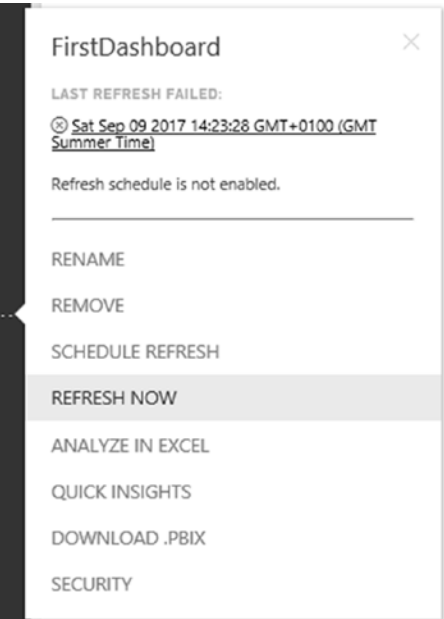 FirstDashboard
LAST REFRESH FAILED:
Sat Sep 09 2017 14:23:28 GMT+0100 (GMT
Summer Time)
Refresh schedule is not enabled.
RENAME
REMOVE
SCHEDULE REFRESH
REFRESH NOW
ANALYZE IN EXCEL
QUICK INSIGHTS
DOWNLOAD .PBIX
SECURITY